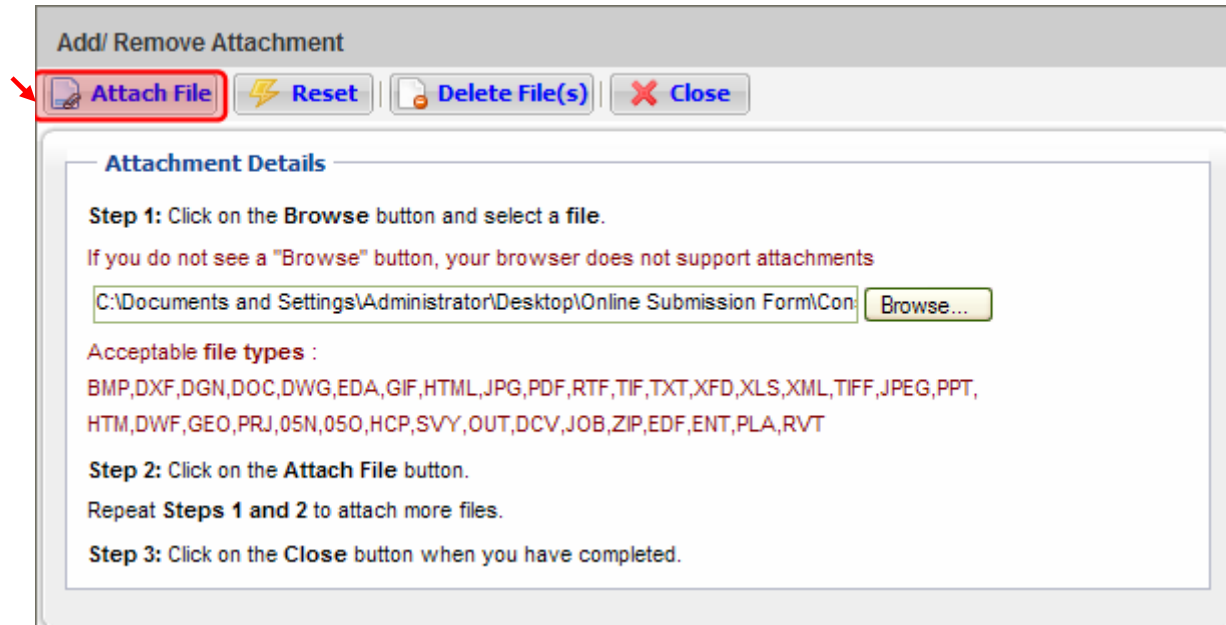 Add/ Remove Attachment
Attach File Reset Delete File(s) Close
Attachment Details
Step 1: Click on the Browse button and select a file.
If you do not see a "Browse" button, your browser does not support attachments
C:\Documents and Settings\Administrator\Desktop\Online Submission Form\Con Browse...
Acceptable file types :
BMP,DXF,DGN,DOC,DWG,EDA,GIF,HTML,JPG,PDF,RTF,TIF,TXT,XFD,XLS,XML,TIFF,JPEG,PPT,
HTM,DWF,GEO,PRJ,05N,05O,HCP,SVY,OUT,DCV,JOB,ZIP,EDF,ENT,PLA,RVT
Step 2: Click on the Attach File button.
Repeat Steps 1 and 2 to attach more files.
Step 3: Click on the Close button when you have completed.